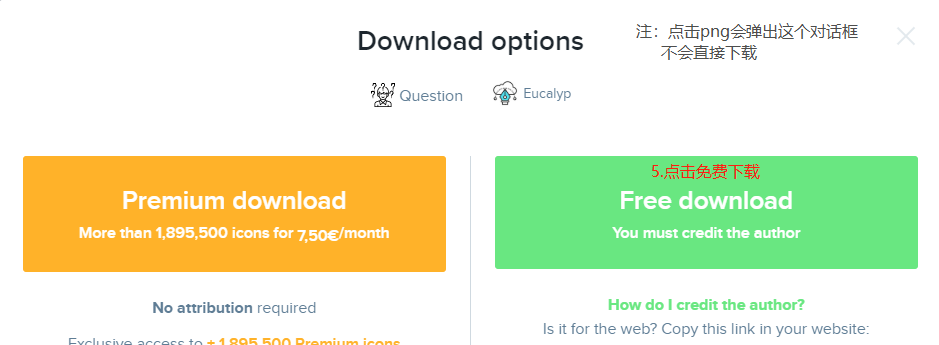 Download options
注：点击png会弹出这个对话框
不会直接下载
Question
Eucalyp
Premium download
More than 1,895,500 icons for 7,50€/month
No attribution required
Exclusive access to + 1,895,500 Premium icons
5.点击免费下载
Free download
You must credit the author
How do I credit the author?
Is it for the web? Copy this link in your website: